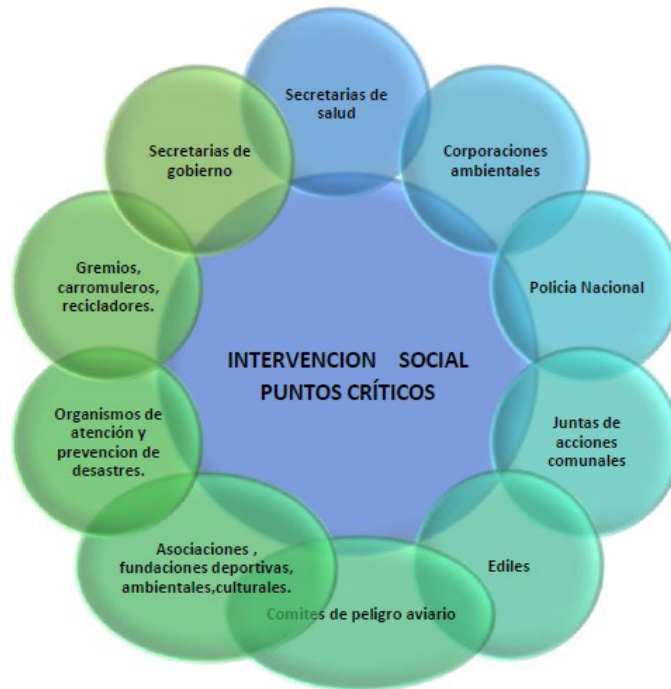 Secretarias de
salud
Corporaciones
ambientales
Policia Nacional
Juntas de
acciones
comunales
Ediles
Comites de peligro aviario
Asociaciones ,
fundaciones deportivas,
ambientales,culturales.
Organismos de
atención y
prevencion de
desastres.
Gremios,
carromuleros,
recicladores.
Secretarias de
gobierno
INTERVENCION SOCIAL
PUNTOS CRÍTICOS